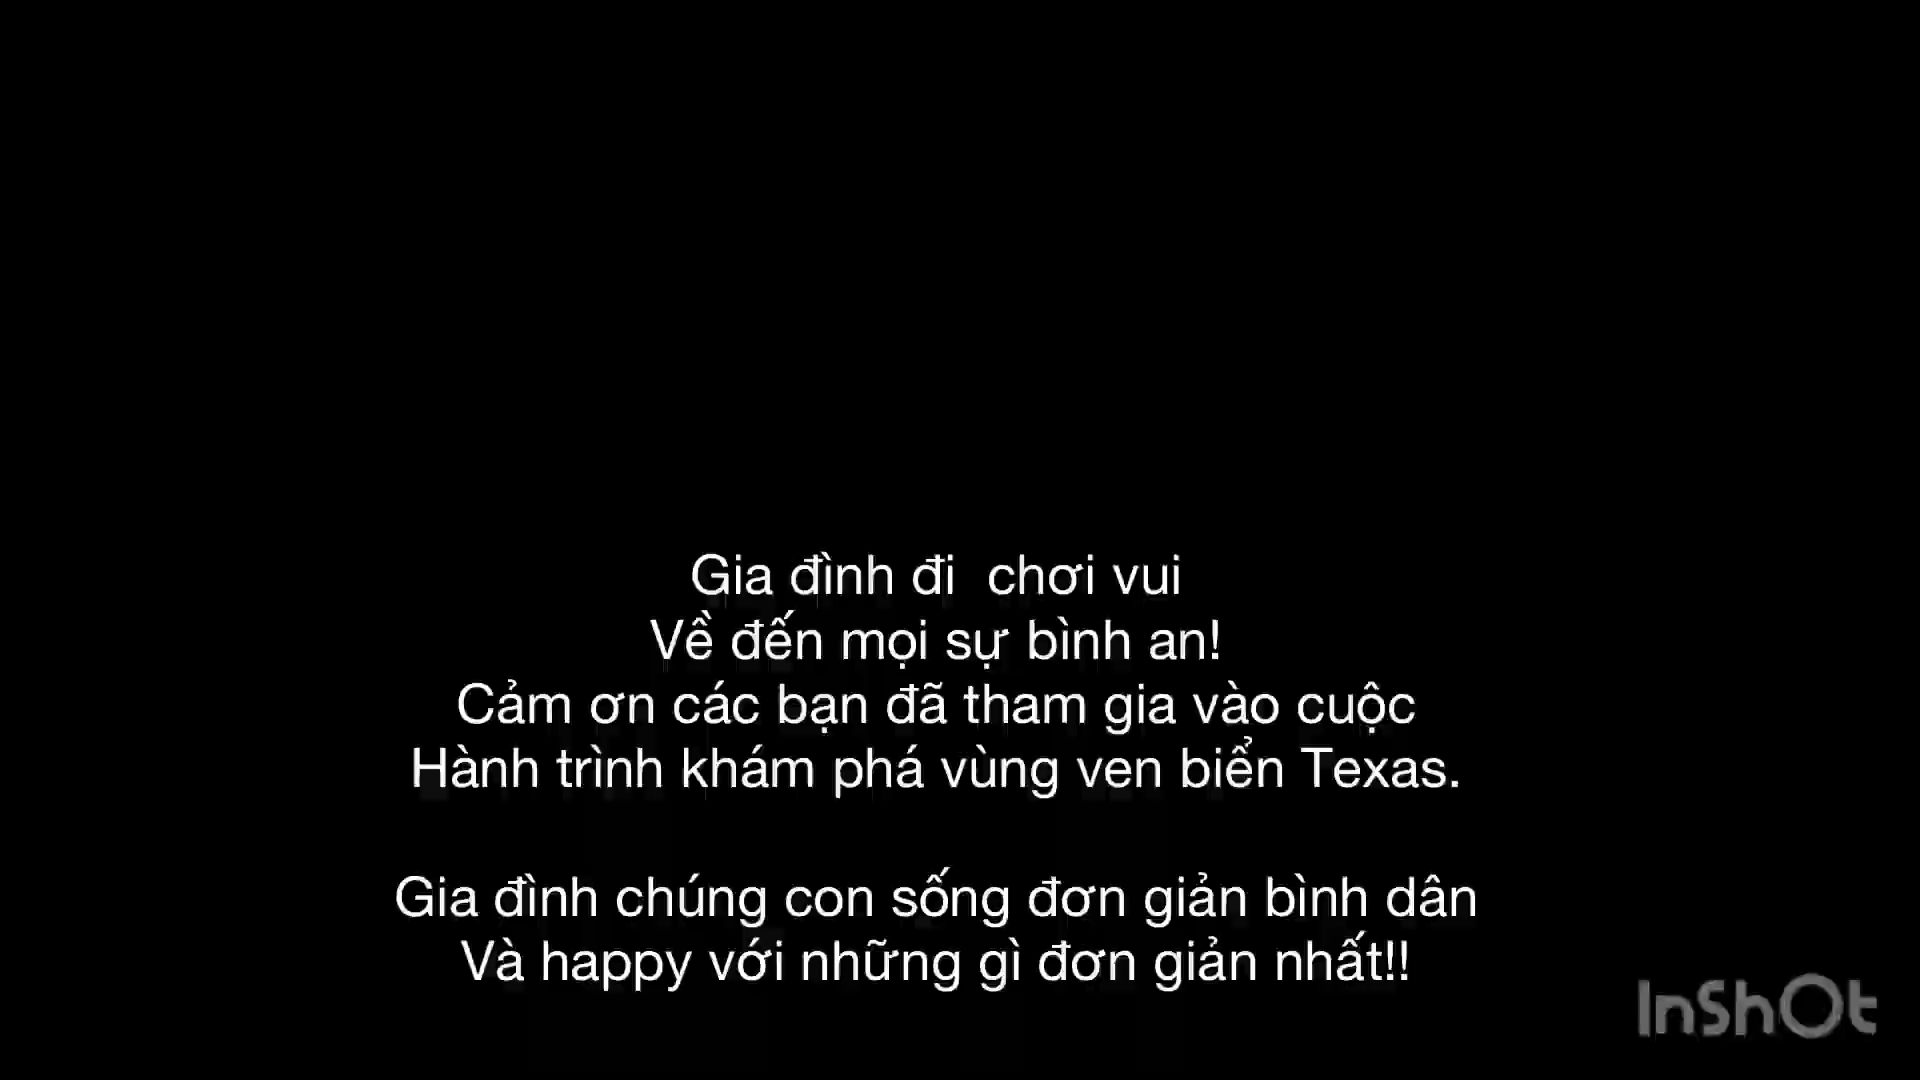 Gia đình đi  chơi vui
Về đến mọi sự bình an!
Cảm ơn các bạn đã tham gia vào cuộc
Hành trình khám phá vùng ven biển Texas.
Gia đình chúng con sống đơn giản bình dân
Và happy với những gì đơn giản nhất!!
InShOt